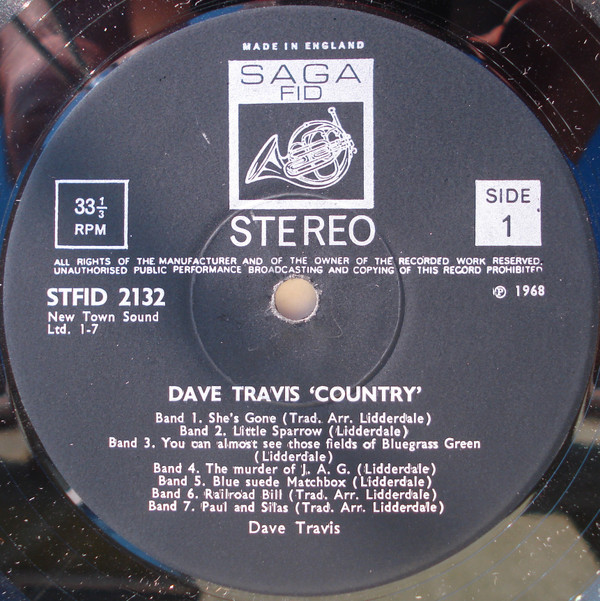 MADE IN ENGLAND
SAGA
FID
STEREO
33 1/3
RPM
SIDE
1
ALL RIGHTS OF THE MANUFACTURER AND OF THE OWNER OF THE RECORDED WORK RESERVED.
UNAUTHORISED PUBLIC PERFORMANCE BROADCASTING AND COPYING OF THIS RECORD PROHIBITED
STFID 2132
℗ 1968
New Town Sound
Ltd. 1-7
DAVE TRAVIS ‘COUNTRY’
Band 1. She's Gone (Trad. Arr. Lidderdale)
Band 2. Little Sparrow (Lidderdale)
Band 3. You can almost see those fields of Bluegrass Green
(Lidderdale)
Band 4. The murder of J. A. G. (Lidderdale)
Band 5. Blue suede Matchbox (Lidderdale)
Band 6. Railroad Bill (Trad. Arr. Lidderdale)
Band 7. Paul and Silas (Trad. Arr. Lidderdale)
Dave Travis